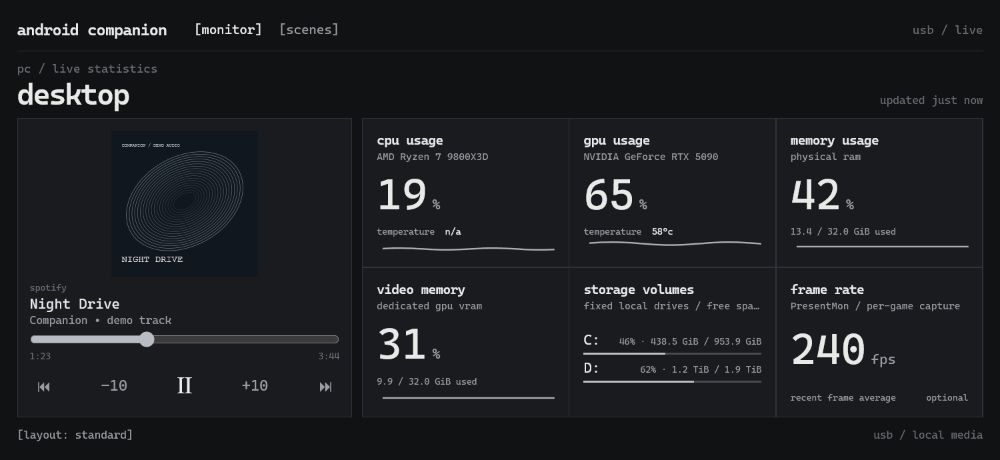 android companion [monitor] [scenes] usb / live
pc / live statistics
desktop
updated just now
COMPANION / DEMO AUDIO
NIGHT DRIVE
spotify
Night Drive
Companion • demo track
1:23 3:44
−10 +10
cpu usage
AMD Ryzen 7 9800X3D
19 %
temperature n/a
gpu usage
NVIDIA GeForce RTX 5090
65 %
temperature 58°c
memory usage
physical ram
42 %
13.4 / 32.0 GiB used
video memory
dedicated gpu vram
31 %
9.9 / 32.0 GiB used
storage volumes
fixed local drives / free spa…
C: 46% · 438.5 GiB / 953.9 GiB
D: 62% · 1.2 TiB / 1.9 TiB
frame rate
PresentMon / per-game capture
240 fps
recent frame average optional
[layout: standard] usb / local media